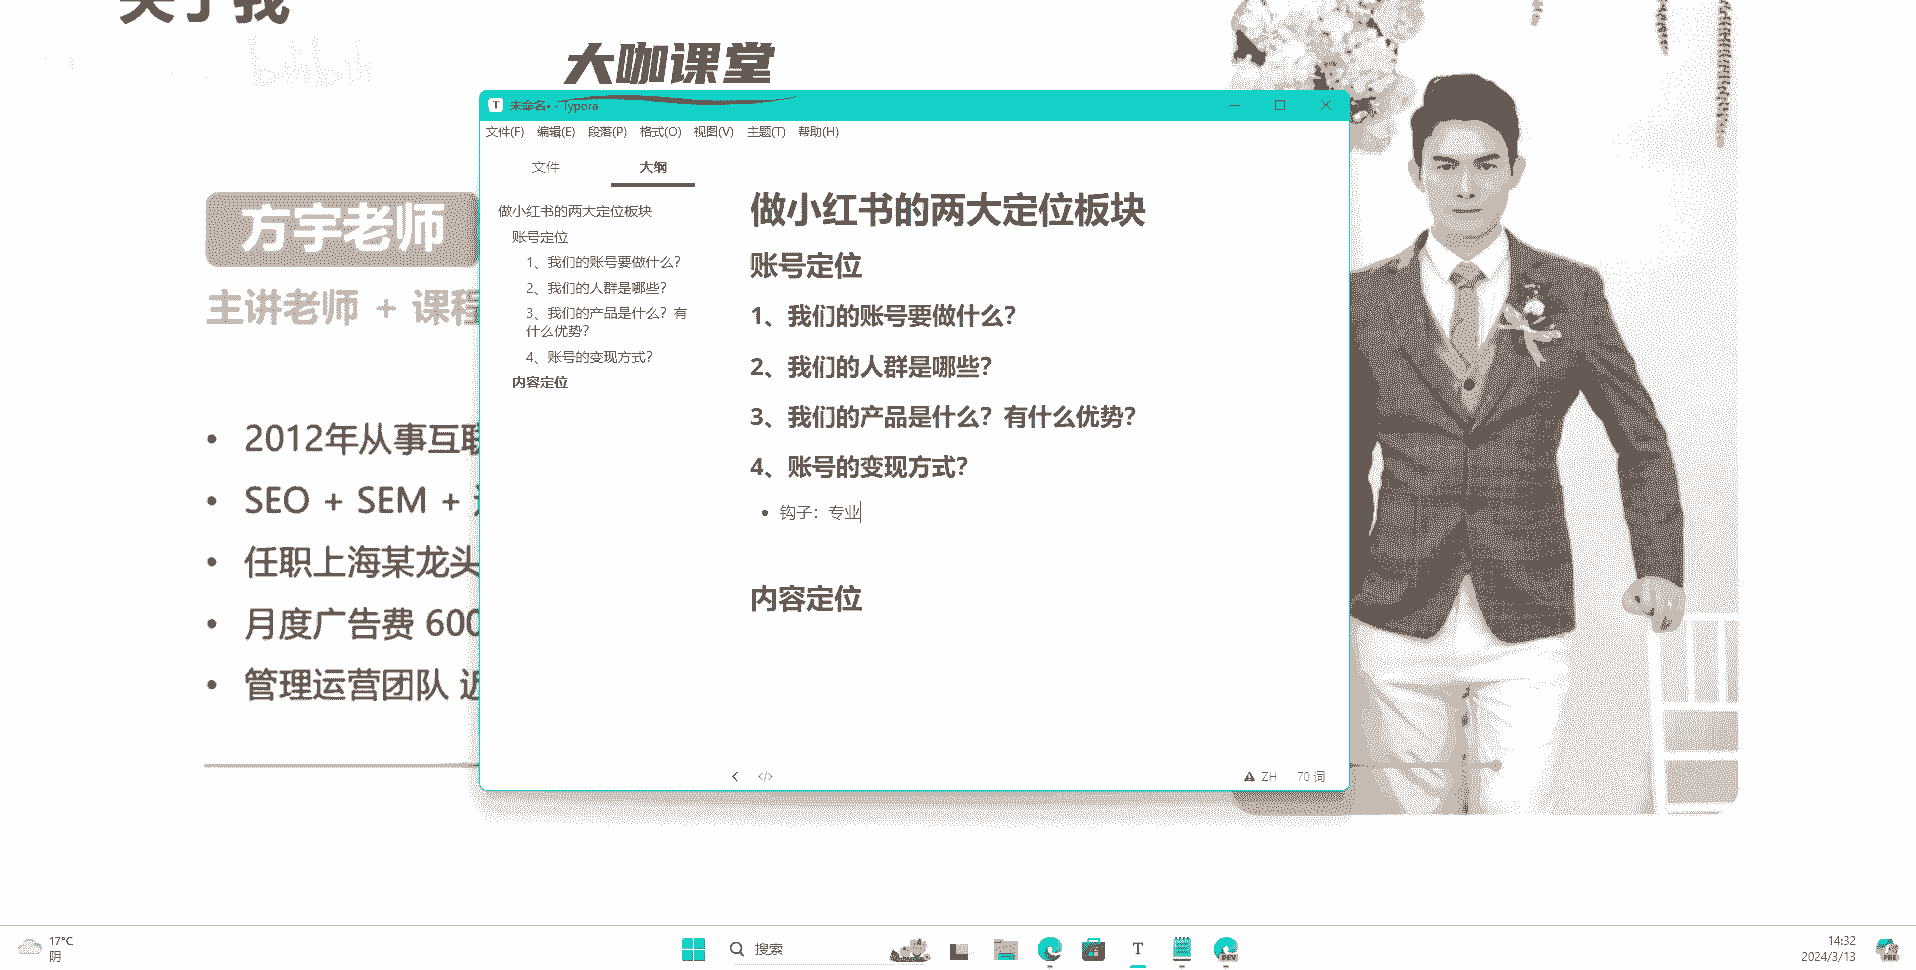 关于我
bilibili
大咖课堂
方宇老师
主讲老师 + 课程
2012年从事互联
SEO + SEM +
任职上海某龙头
月度广告费 600
管理运营团队 近
T 未命名• - Typora
文件(F) 编辑(E) 段落(P) 格式(O) 视图(V) 主题(T) 帮助(H)
文件 大纲
做小红书的两大定位板块
账号定位
1、我们的账号要做什么？
2、我们的人群是哪些？
3、我们的产品是什么？有
什么优势？
4、账号的变现方式？
内容定位
做小红书的两大定位板块
账号定位
1、我们的账号要做什么？
2、我们的人群是哪些？
3、我们的产品是什么？有什么优势？
4、账号的变现方式？
钩子：专业
内容定位
</> ZH 70 词
17°C
阴
搜索
T
DEV
14:32
2024/3/13
PRE